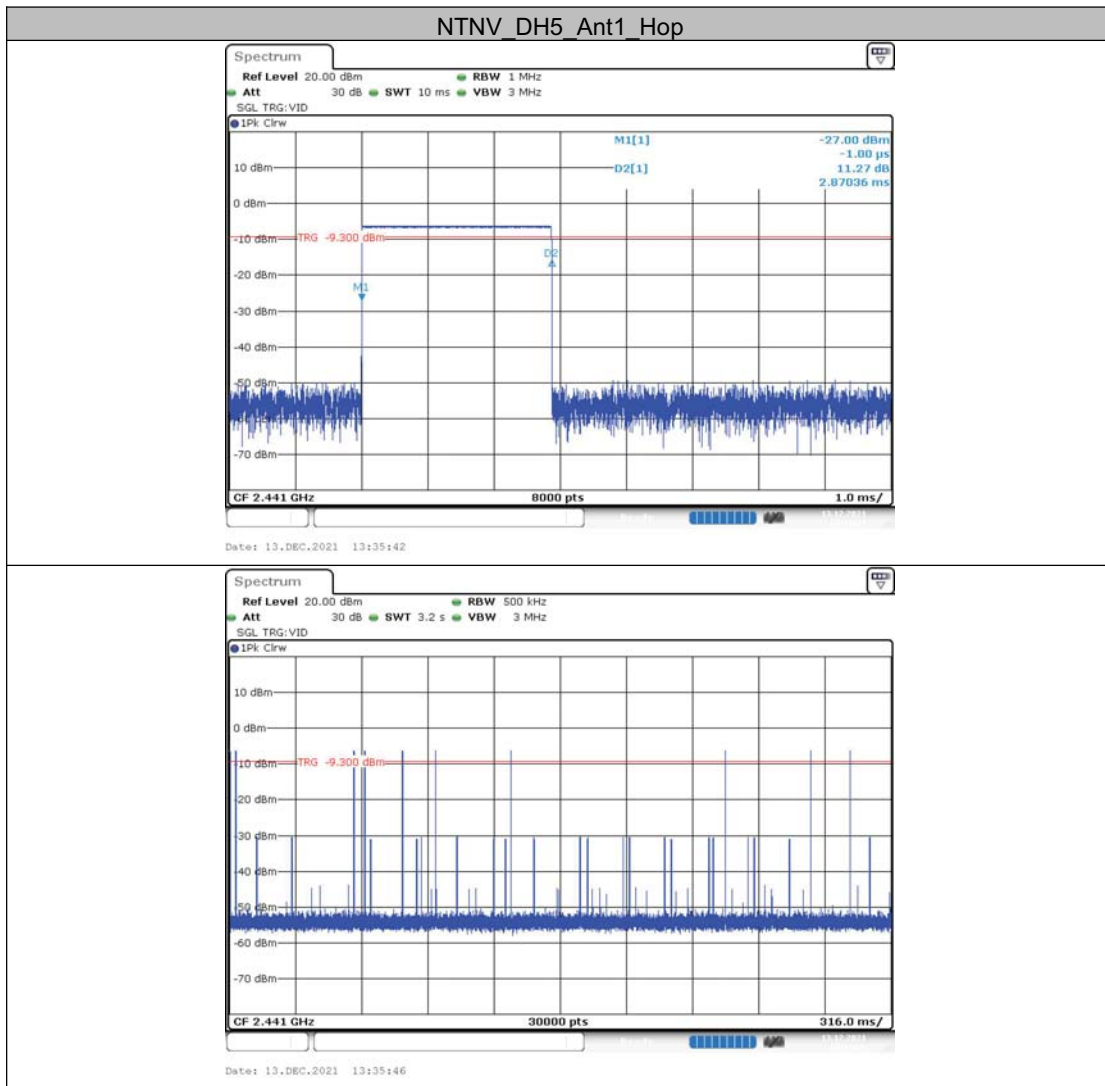 NTNV_DH5_Ant1_Hop
Spectrum
Ref Level 20.00 dBm RBW 1 MHz
Att 30 dB SWT 10 ms VBW 3 MHz
SGL TRG:VID
1Pk Clrw
M1[1] -27.00 dBm
-1.00 µs
10 dBm D2[1] 11.27 dB
2.87036 ms
0 dBm
-10 dBm TRG -9.300 dBm
D2
-20 dBm
M1
-30 dBm
-40 dBm
-50 dBm
-70 dBm
CF 2.441 GHz 8000 pts 1.0 ms/
Date: 13.DEC.2021 13:35:42
Spectrum
Ref Level 20.00 dBm RBW 500 kHz
Att 30 dB SWT 3.2 s VBW 3 MHz
SGL TRG:VID
1Pk Clrw
10 dBm
0 dBm
-10 dBm TRG -9.300 dBm
-20 dBm
-30 dBm
-40 dBm
-50 dBm
-60 dBm
-70 dBm
CF 2.441 GHz 30000 pts 316.0 ms/
Date: 13.DEC.2021 13:35:46